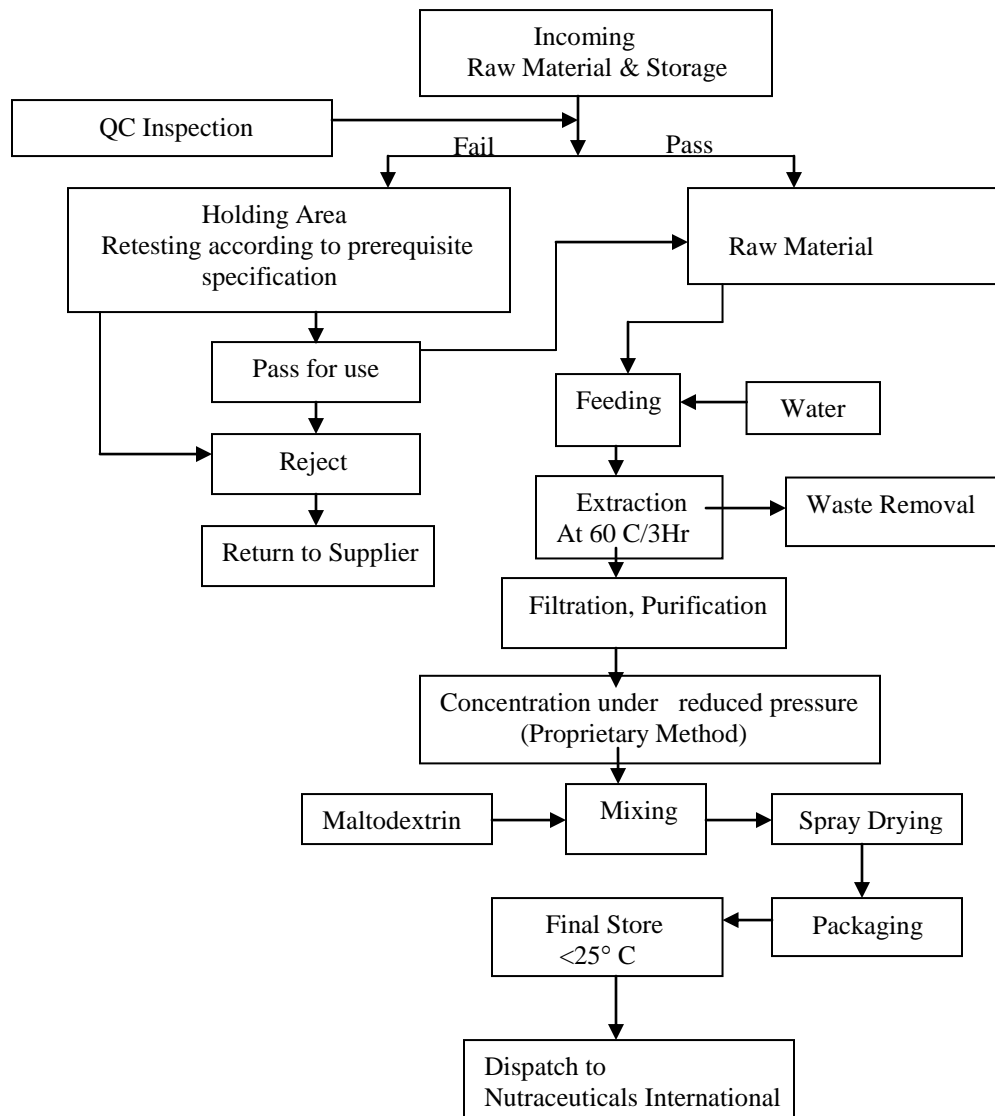 Incoming
Raw Material & Storage
QC Inspection
Fail
Pass
Holding Area
Retesting according to prerequisite
specification
Raw Material
Pass for use
Feeding
Water
Reject
Extraction
At 60 C/3Hr
Waste Removal
Return to Supplier
Filtration, Purification
Concentration under reduced pressure
(Proprietary Method)
Maltodextrin
Mixing
Spray Drying
Final Store
<25° C
Packaging
Dispatch to
Nutraceuticals International